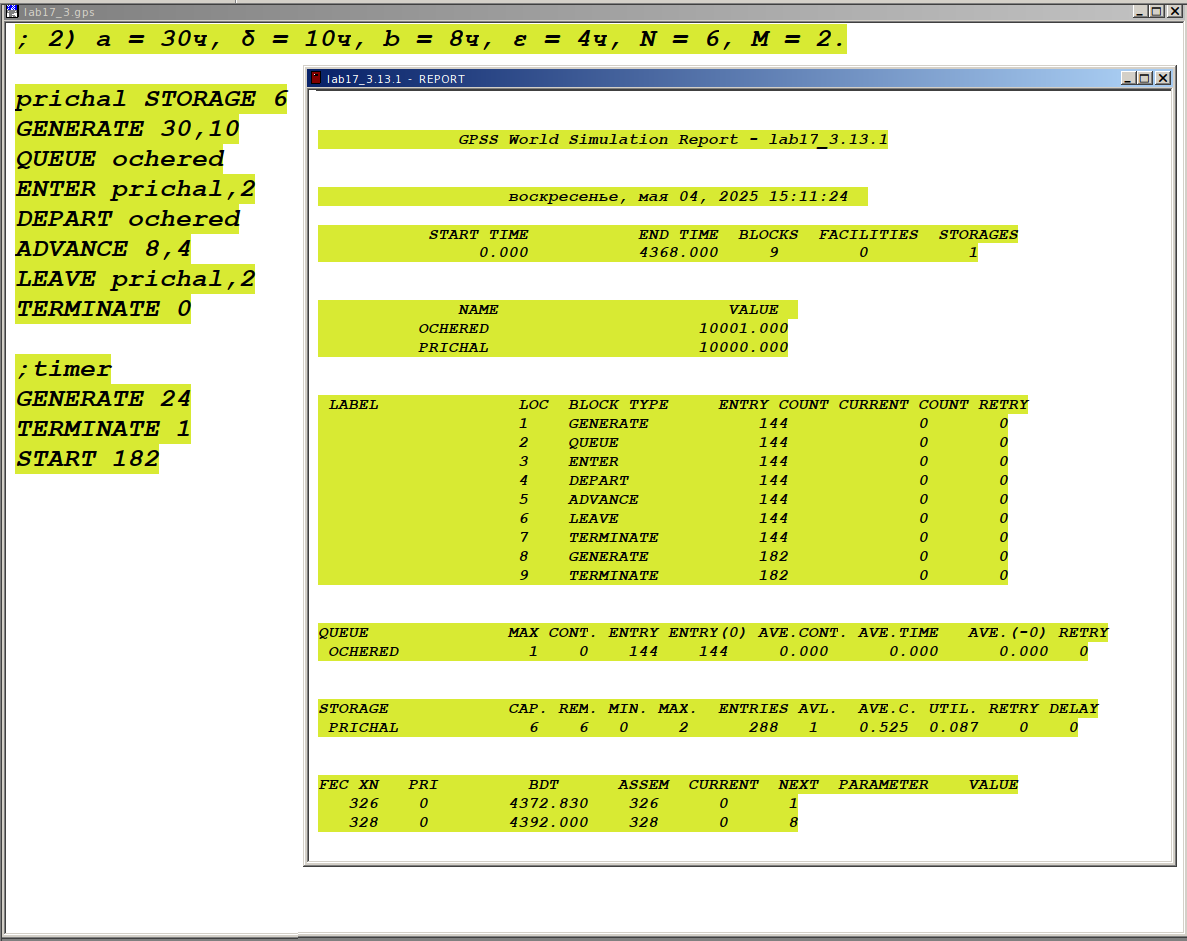 lab17_3.gps
; 2) a = 30ч, δ = 10ч, b = 8ч, ε = 4ч, N = 6, M = 2.
prichal STORAGE 6
GENERATE 30,10
QUEUE ochered
ENTER prichal,2
DEPART ochered
ADVANCE 8,4
LEAVE prichal,2
TERMINATE 0
;timer
GENERATE 24
TERMINATE 1
START 182
lab17_3.13.1 - REPORT
GPSS World Simulation Report - lab17_3.13.1
воскресенье, мая 04, 2025 15:11:24
START TIME END TIME BLOCKS FACILITIES STORAGES
0.000 4368.000 9 0 1
NAME VALUE
OCHERED 10001.000
PRICHAL 10000.000
LABEL LOC BLOCK TYPE ENTRY COUNT CURRENT COUNT RETRY
1 GENERATE 144 0 0
2 QUEUE 144 0 0
3 ENTER 144 0 0
4 DEPART 144 0 0
5 ADVANCE 144 0 0
6 LEAVE 144 0 0
7 TERMINATE 144 0 0
8 GENERATE 182 0 0
9 TERMINATE 182 0 0
QUEUE MAX CONT. ENTRY ENTRY(0) AVE.CONT. AVE.TIME AVE.(-0) RETRY
OCHERED 1 0 144 144 0.000 0.000 0.000 0
STORAGE CAP. REM. MIN. MAX. ENTRIES AVL. AVE.C. UTIL. RETRY DELAY
PRICHAL 6 6 0 2 288 1 0.525 0.087 0 0
FEC XN PRI BDT ASSEM CURRENT NEXT PARAMETER VALUE
326 0 4372.830 326 0 1
328 0 4392.000 328 0 8